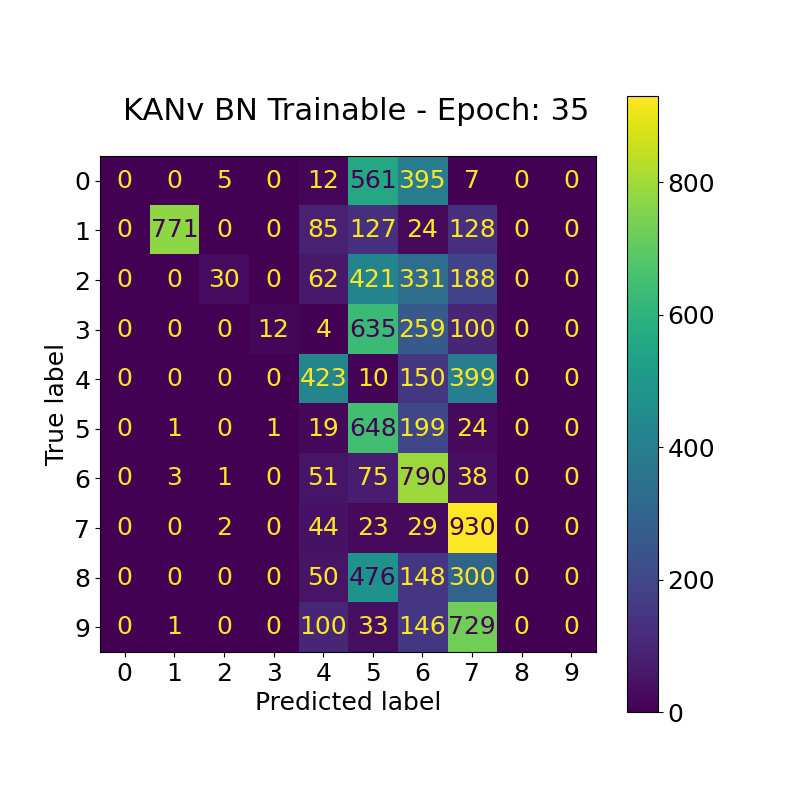 KANv BN Trainable - Epoch: 35
0 0 0 5 0 12 561 395 7 0 0
1 0 771 0 0 85 127 24 128 0 0
2 0 0 30 0 62 421 331 188 0 0
3 0 0 0 12 4 635 259 100 0 0
4 0 0 0 0 423 10 150 399 0 0
5 0 1 0 1 19 648 199 24 0 0
6 0 3 1 0 51 75 790 38 0 0
7 0 0 2 0 44 23 29 930 0 0
8 0 0 0 0 50 476 148 300 0 0
9 0 1 0 0 100 33 146 729 0 0
0 1 2 3 4 5 6 7 8 9
Predicted label
True label
800
600
400
200
0